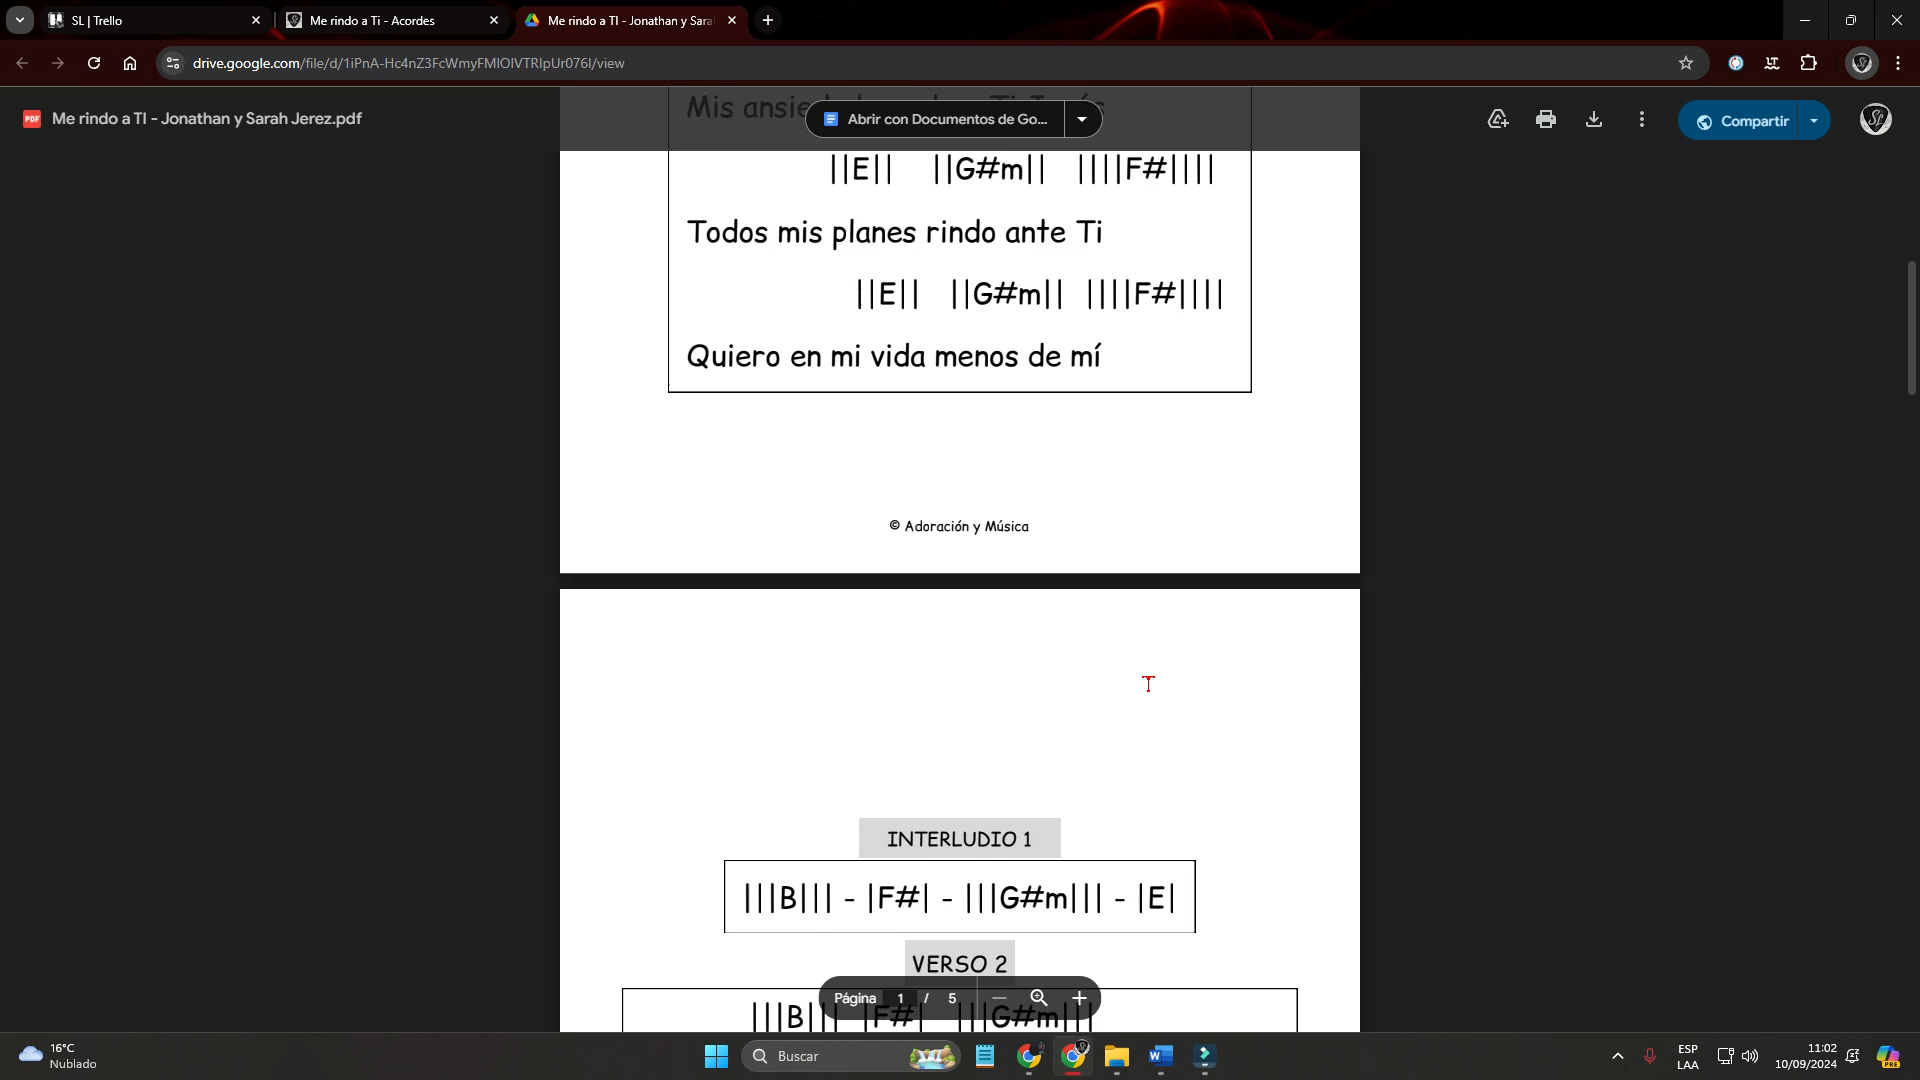 SL | Trello
Me rindo a Ti - Acordes
Me rindo a TI - Jonathan y Sara
drive.google.com/file/d/1iPnA-Hc4nZ3FcWmyFMlOlVTRlpUr076l/view
Me rindo a TI - Jonathan y Sarah Jerez.pdf
Abrir con Documentos de Go...
Compartir
||E|| ||G#m|| ||||F#||||
Todos mis planes rindo ante Ti
||E|| ||G#m|| ||||F#||||
Quiero en mi vida menos de mí
© Adoración y Música
INTERLUDIO 1
|||B||| - |F#| - |||G#m||| - |E|
VERSO 2
Página 1 / 5
|||B||| |F#| |||G#m|||
16°C
Nublado
Buscar
ESP
LAA
11:02
10/09/2024